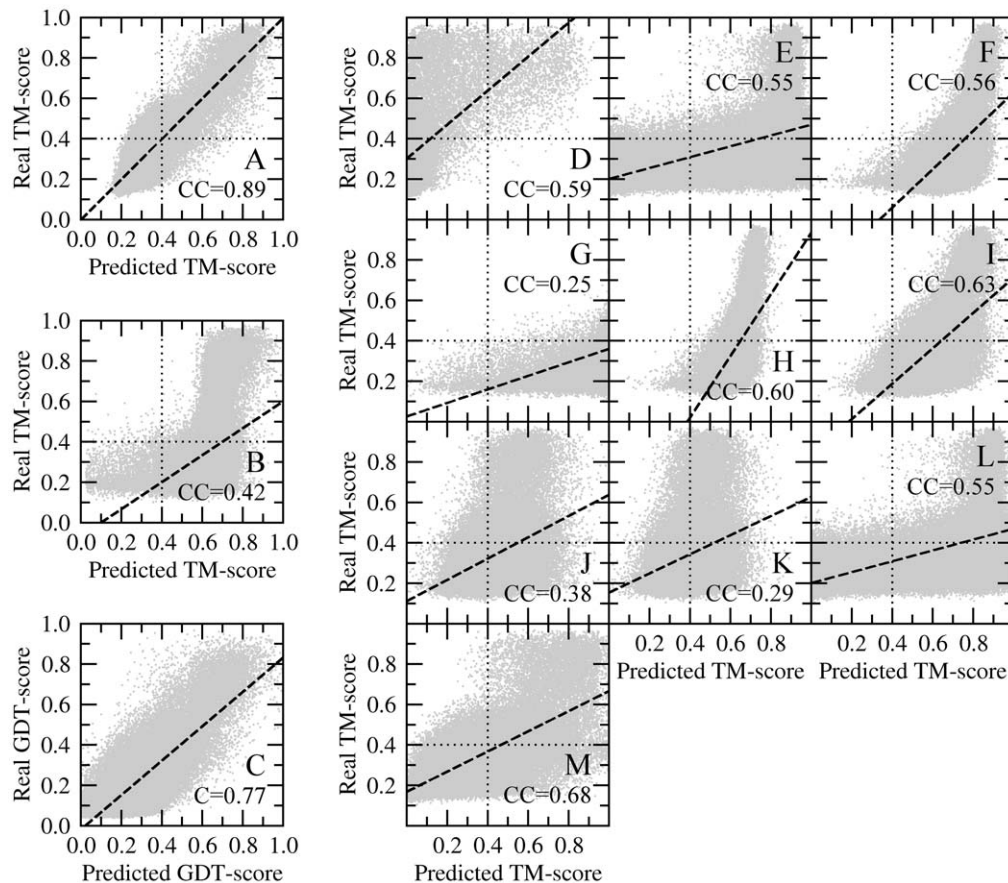 Real TM-score
1.0
0.8
0.6
0.4
0.2
0.0
A
CC=0.89
0.0 0.2 0.4 0.6 0.8 1.0
Predicted TM-score
Real TM-score
1.0
0.8
0.6
0.4
0.2
0.0
B
CC=0.42
0.0 0.2 0.4 0.6 0.8 1.0
Predicted TM-score
Real GDT-score
1.0
0.8
0.6
0.4
0.2
0.0
C
C=0.77
0.0 0.2 0.4 0.6 0.8 1.0
Predicted GDT-score
Real TM-score
1.0
0.8
0.6
0.4
0.2
D
CC=0.59
E
CC=0.55
F
CC=0.56
Real TM-score
0.8
0.6
0.4
0.2
G
CC=0.25
H
CC=0.60
I
CC=0.63
Real TM-score
0.8
0.6
0.4
0.2
J
CC=0.38
K
CC=0.29
L
CC=0.55
0.2 0.4 0.6 0.8
Predicted TM-score
0.2 0.4 0.6 0.8
Predicted TM-score
Real TM-score
0.8
0.6
0.4
0.2
M
CC=0.68
0.2 0.4 0.6 0.8
Predicted TM-score